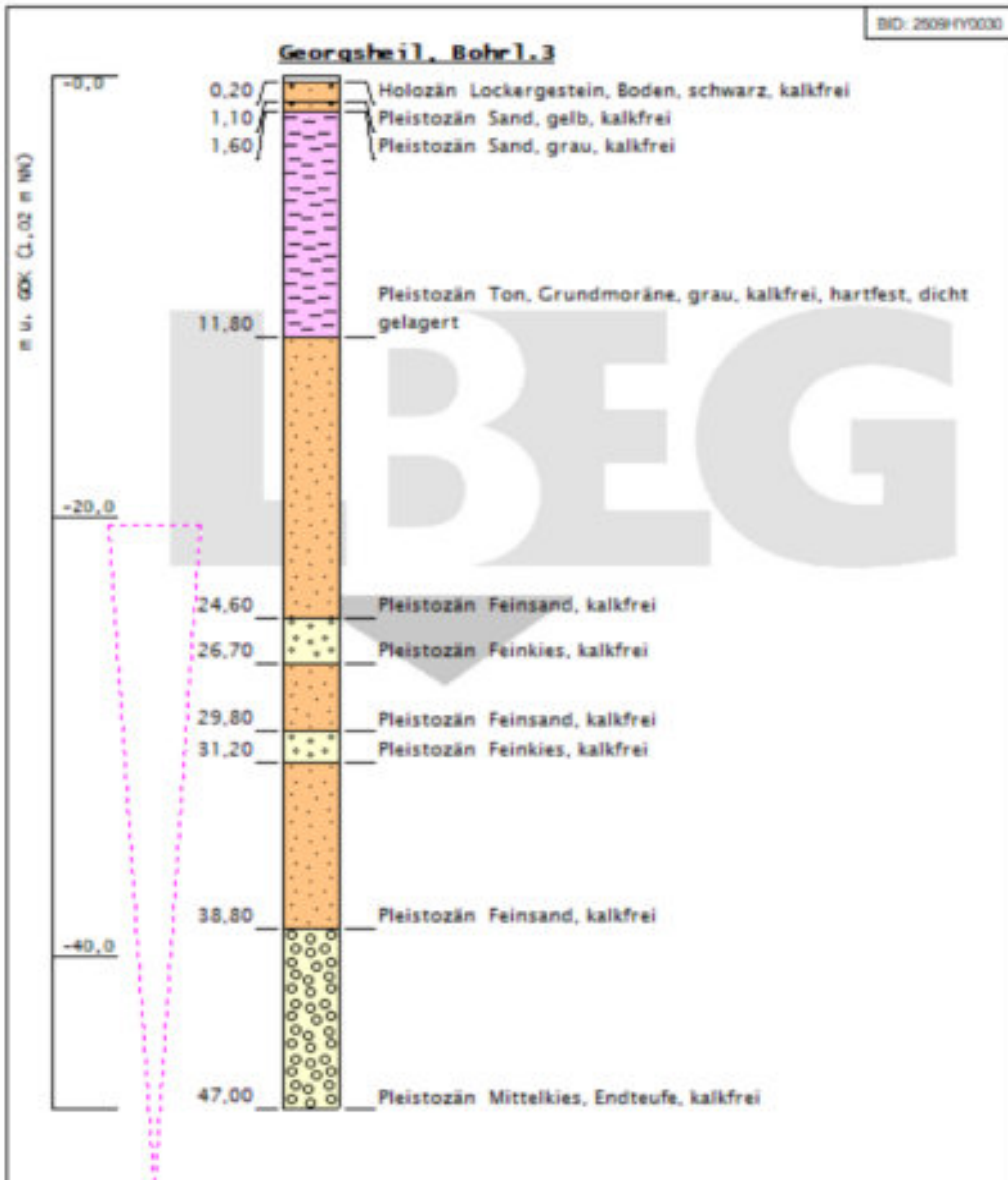 BID: 2509HY0030
Georgsheil, Bohrl.3
m u. GOK (1,02 m NN)
-0,0
0,20 Holozän Lockergestein, Boden, schwarz, kalkfrei
1,10 Pleistozän Sand, gelb, kalkfrei
1,60 Pleistozän Sand, grau, kalkfrei
Pleistozän Ton, Grundmoräne, grau, kalkfrei, hartfest, dicht
11,80 gelagert
LBEG
-20,0
24,60 Pleistozän Feinsand, kalkfrei
26,70 Pleistozän Feinkies, kalkfrei
29,80 Pleistozän Feinsand, kalkfrei
31,20 Pleistozän Feinkies, kalkfrei
38,80 Pleistozän Feinsand, kalkfrei
-40,0
47,00 Pleistozän Mittelkies, Endteufe, kalkfrei